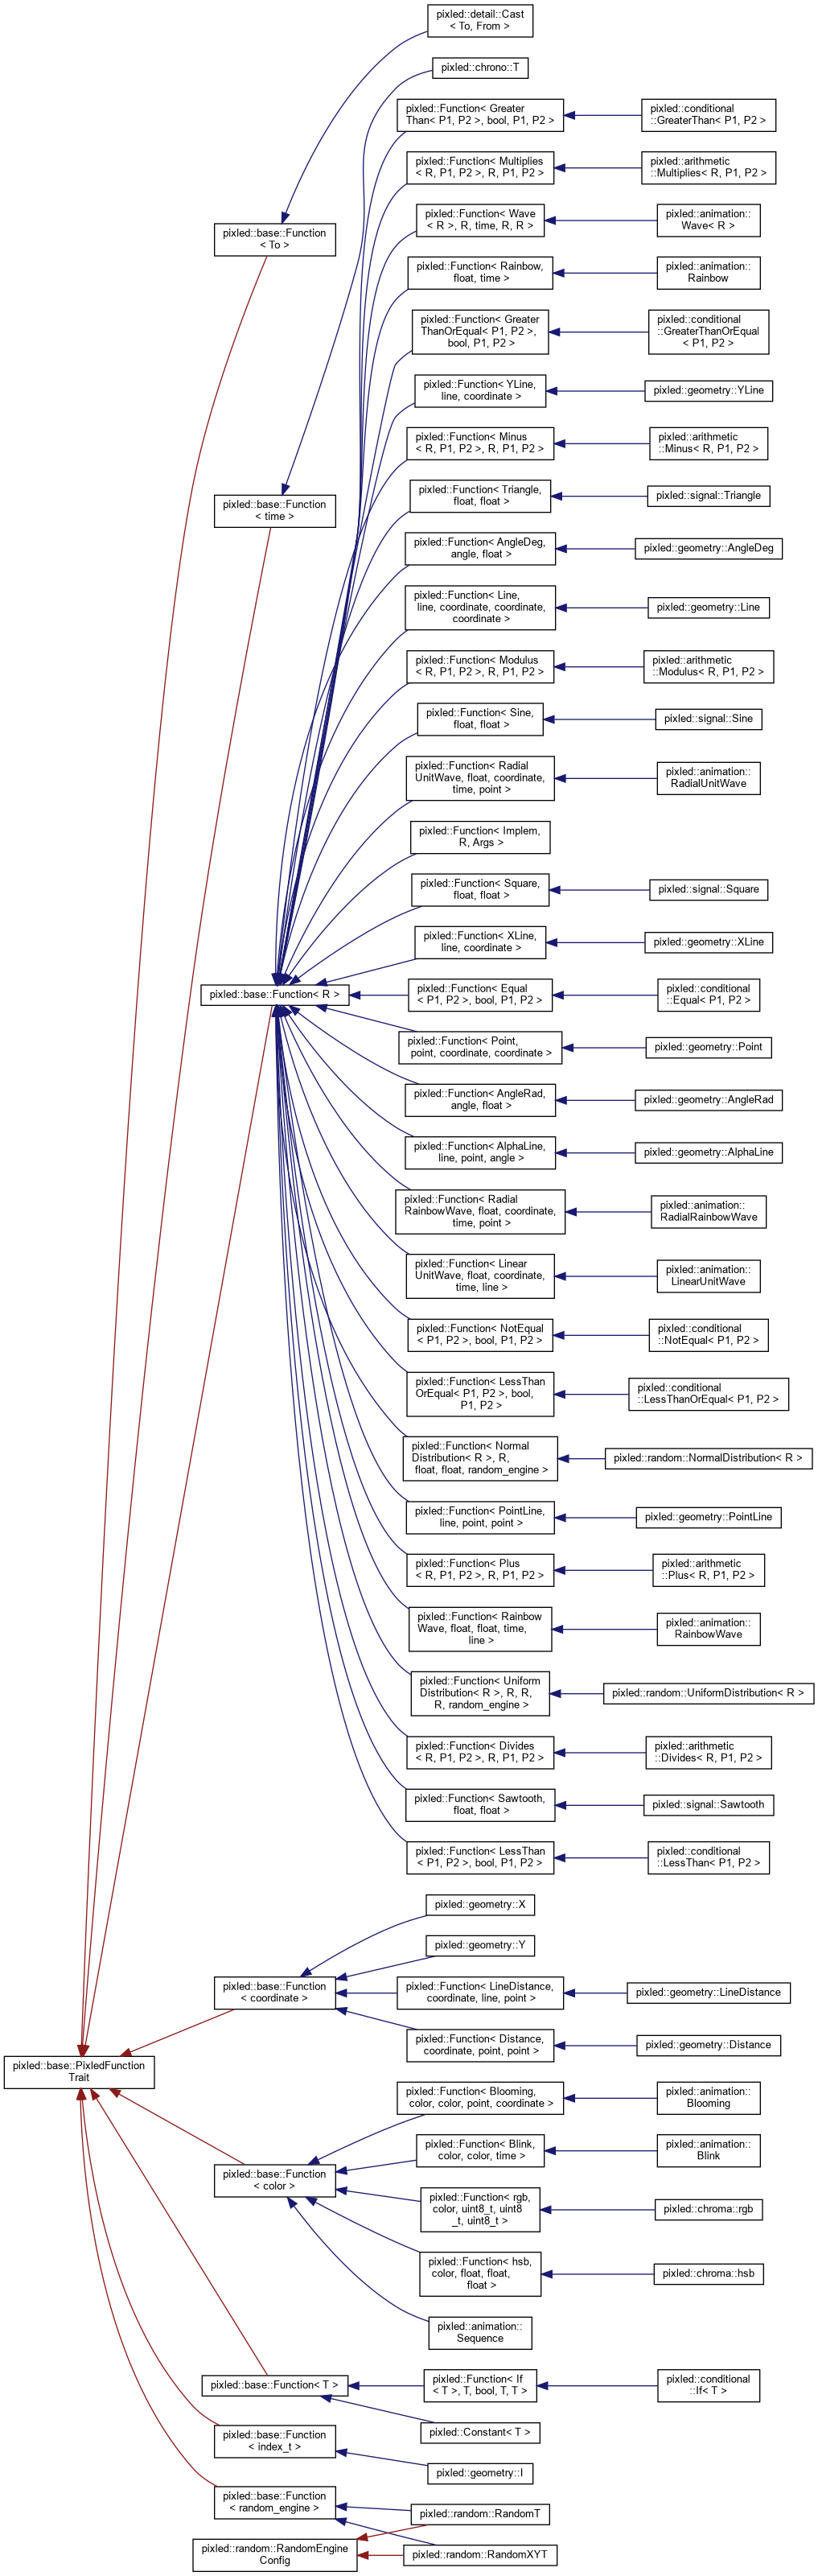 pixled::detail::Cast
< To, From >
pixled::chrono::T
pixled::Function< Greater
Than< P1, P2 >, bool, P1, P2 >
pixled::conditional
::GreaterThan< P1, P2 >
pixled::Function< Multiplies
< R, P1, P2 >, R, P1, P2 >
pixled::arithmetic
::Multiplies< R, P1, P2 >
pixled::Function< Wave
< R >, R, time, R, R >
pixled::animation::
Wave< R >
pixled::base::Function
< To >
pixled::Function< Rainbow,
float, time >
pixled::animation::
Rainbow
pixled::Function< Greater
ThanOrEqual< P1, P2 >,
bool, P1, P2 >
pixled::conditional
::GreaterThanOrEqual
< P1, P2 >
pixled::Function< YLine,
line, coordinate >
pixled::geometry::YLine
pixled::Function< Minus
< R, P1, P2 >, R, P1, P2 >
pixled::arithmetic
::Minus< R, P1, P2 >
pixled::Function< Triangle,
float, float >
pixled::signal::Triangle
pixled::base::Function
< time >
pixled::Function< AngleDeg,
angle, float >
pixled::geometry::AngleDeg
pixled::Function< Line,
line, coordinate, coordinate,
coordinate >
pixled::geometry::Line
pixled::Function< Modulus
< R, P1, P2 >, R, P1, P2 >
pixled::arithmetic
::Modulus< R, P1, P2 >
pixled::Function< Sine,
float, float >
pixled::signal::Sine
pixled::Function< Radial
UnitWave, float, coordinate,
time, point >
pixled::animation::
RadialUnitWave
pixled::Function< Implem,
R, Args >
pixled::Function< Square,
float, float >
pixled::signal::Square
pixled::Function< XLine,
line, coordinate >
pixled::geometry::XLine
pixled::base::Function< R >
pixled::Function< Equal
< P1, P2 >, bool, P1, P2 >
pixled::conditional
::Equal< P1, P2 >
pixled::Function< Point,
point, coordinate, coordinate >
pixled::geometry::Point
pixled::Function< AngleRad,
angle, float >
pixled::geometry::AngleRad
pixled::Function< AlphaLine,
line, point, angle >
pixled::geometry::AlphaLine
pixled::Function< Radial
RainbowWave, float, coordinate,
time, point >
pixled::animation::
RadialRainbowWave
pixled::Function< Linear
UnitWave, float, coordinate,
time, line >
pixled::animation::
LinearUnitWave
pixled::Function< NotEqual
< P1, P2 >, bool, P1, P2 >
pixled::conditional
::NotEqual< P1, P2 >
pixled::Function< LessThan
OrEqual< P1, P2 >, bool,
P1, P2 >
pixled::conditional
::LessThanOrEqual< P1, P2 >
pixled::Function< Normal
Distribution< R >, R,
float, float, random_engine >
pixled::random::NormalDistribution< R >
pixled::Function< PointLine,
line, point, point >
pixled::geometry::PointLine
pixled::Function< Plus
< R, P1, P2 >, R, P1, P2 >
pixled::arithmetic
::Plus< R, P1, P2 >
pixled::Function< Rainbow
Wave, float, float, time,
line >
pixled::animation::
RainbowWave
pixled::Function< Uniform
Distribution< R >, R, R,
R, random_engine >
pixled::random::UniformDistribution< R >
pixled::Function< Divides
< R, P1, P2 >, R, P1, P2 >
pixled::arithmetic
::Divides< R, P1, P2 >
pixled::Function< Sawtooth,
float, float >
pixled::signal::Sawtooth
pixled::Function< LessThan
< P1, P2 >, bool, P1, P2 >
pixled::conditional
::LessThan< P1, P2 >
pixled::geometry::X
pixled::geometry::Y
pixled::base::Function
< coordinate >
pixled::Function< LineDistance,
coordinate, line, point >
pixled::geometry::LineDistance
pixled::Function< Distance,
coordinate, point, point >
pixled::geometry::Distance
pixled::base::PixledFunction
Trait
pixled::Function< Blooming,
color, color, point, coordinate >
pixled::animation::
Blooming
pixled::Function< Blink,
color, color, time >
pixled::animation::
Blink
pixled::base::Function
< color >
pixled::Function< rgb,
color, uint8_t, uint8
_t, uint8_t >
pixled::chroma::rgb
pixled::Function< hsb,
color, float, float,
float >
pixled::chroma::hsb
pixled::animation::
Sequence
pixled::base::Function< T >
pixled::Function< If
< T >, T, bool, T, T >
pixled::conditional
::If< T >
pixled::Constant< T >
pixled::base::Function
< index_t >
pixled::geometry::I
pixled::base::Function
< random_engine >
pixled::random::RandomT
pixled::random::RandomEngine
Config
pixled::random::RandomXYT